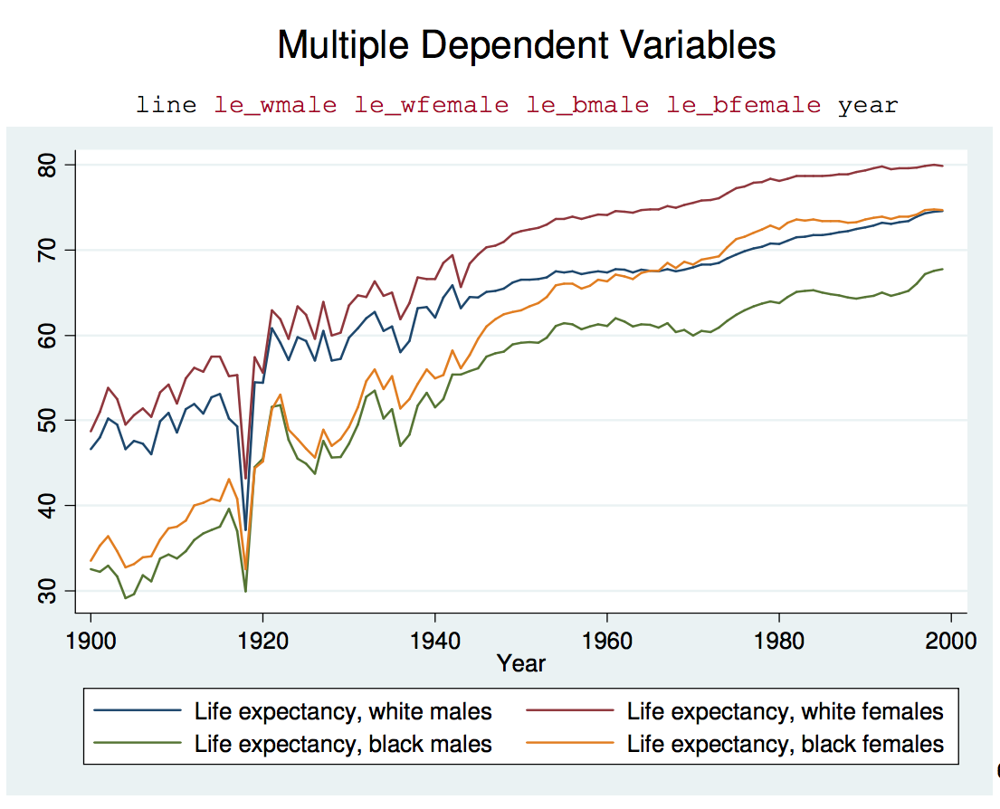 Multiple Dependent Variables
line le_wmale le_wfemale le_bmale le_bfemale year
80
70
60
50
40
30
1900 1920 1940 1960 1980 2000
Year
Life expectancy, white males Life expectancy, white females
Life expectancy, black males Life expectancy, black females